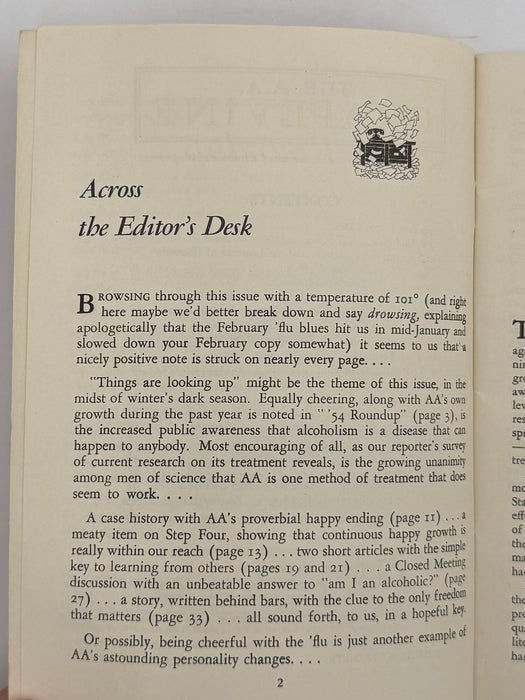 Across
the Editor's Desk
BROWSING through this issue with a temperature of 101° (and right
here maybe we'd better break down and say drowsing, explaining
apologetically that the February 'flu blues hit us in mid-January and
slowed down your February copy somewhat) it seems to us that a
nicely positive note is struck on nearly every page. . . .
"Things are looking up" might be the theme of this issue, in the
midst of winter's dark season. Equally cheering, along with AA's own
growth during the past year is noted in " '54 Roundup" (page 3), is
the increased public awareness that alcoholism is a disease that can
happen to anybody. Most encouraging of all, as our reporter's survey
of current research on its treatment reveals, is the growing unanimity
among men of science that AA is one method of treatment that does
seem to work. . . .
A case history with AA's proverbial happy ending (page 11) . . . a
meaty item on Step Four, showing that continuous happy growth is
really within our reach (page 13) . . . two short articles with the simple
key to learning from others (pages 19 and 21) . . . a Closed Meeting
discussion with an unbeatable answer to "am I an alcoholic?" (page
27) . . . a story, written behind bars, with the clue to the only freedom
that matters (page 33) . . . all sound forth, to us, in a hopeful key.
Or possibly, being cheerful with the 'flu is just another example of
AA's astounding personality changes. . . .
2